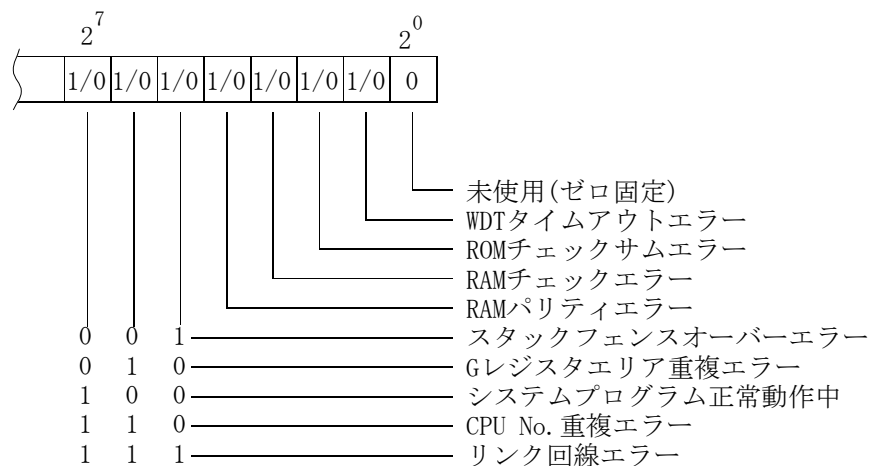 2⁷ 2⁰
1/0 1/0 1/0 1/0 1/0 1/0 1/0 0
未使用(ゼロ固定)
WDTタイムアウトエラー
ROMチェックサムエラー
RAMチェックエラー
RAMパリティエラー
0 0 1 スタックフェンスオーバーエラー
0 1 0 Gレジスタエリア重複エラー
1 0 0 システムプログラム正常動作中
1 1 0 CPU No.重複エラー
1 1 1 リンク回線エラー